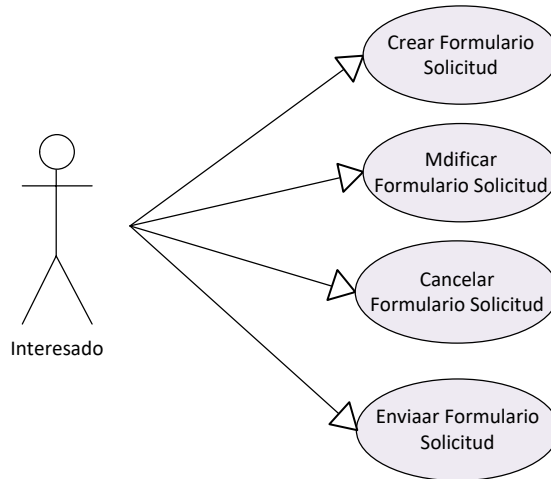 Crear Formulario
Solicitud
Mdificar
Formulario Solicitud
Cancelar
Formulario Solicitud
Interesado
Enviaar Formulario
Solicitud